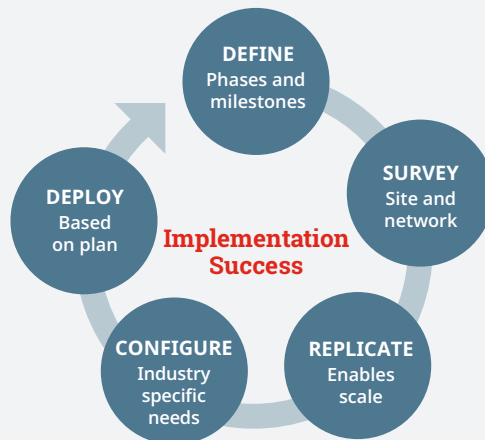 DEFINE
Phases and
milestones
SURVEY
Site and
network
REPLICATE
Enables
scale
CONFIGURE
Industry
specific
needs
DEPLOY
Based
on plan
Implementation
Success